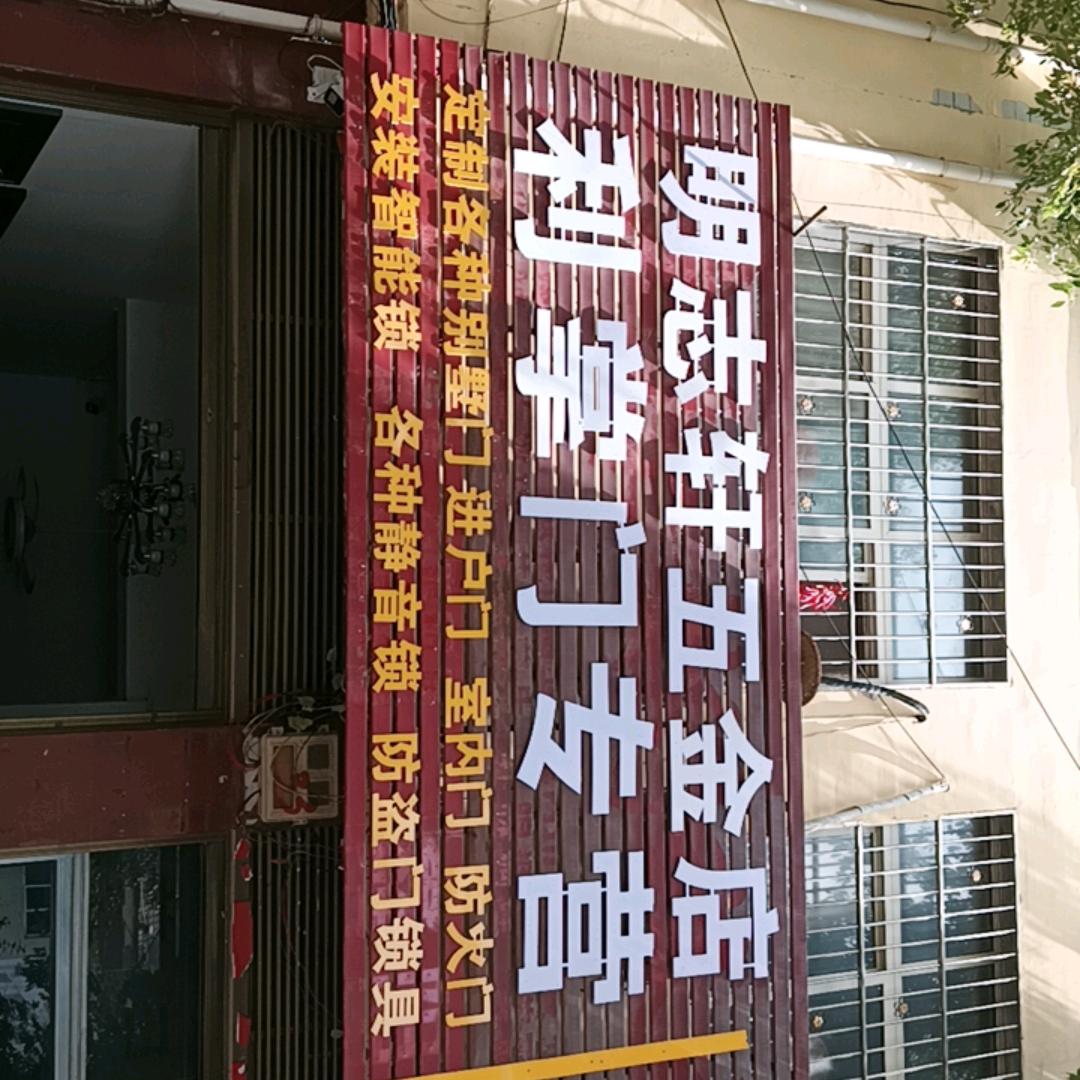 明志轩五金店
利掌门专营
定制各种别墅门 进户门 室内门 防火门
安装智能锁 各种静音锁 防盗门锁具